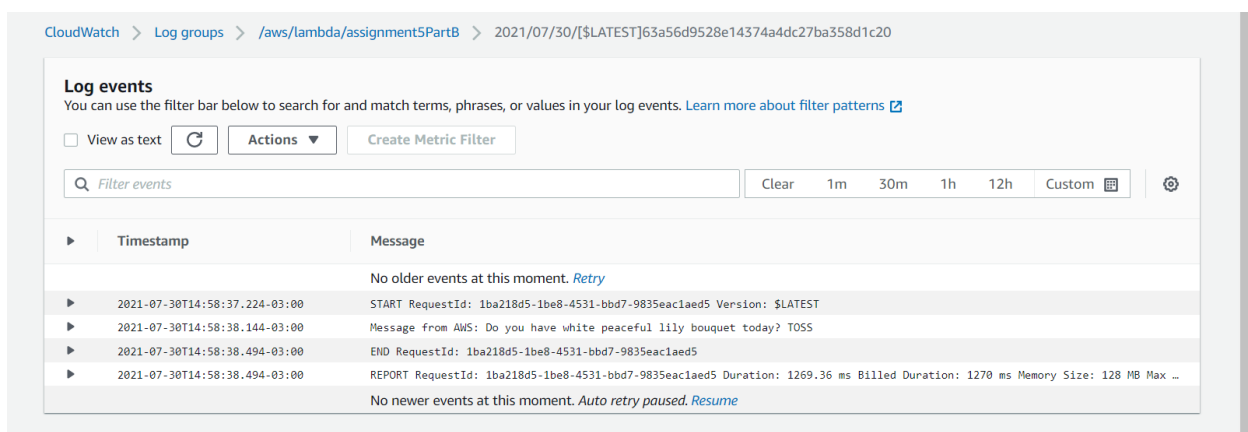 CloudWatch > Log groups > /aws/lambda/assignment5PartB > 2021/07/30/[$LATEST]63a56d9528e14374a4dc27ba358d1c20
Log events
You can use the filter bar below to search for and match terms, phrases, or values in your log events. Learn more about filter patterns
View as text Actions Create Metric Filter
Filter events Clear 1m 30m 1h 12h Custom
Timestamp Message
No older events at this moment. Retry
2021-07-30T14:58:37.224-03:00 START RequestId: 1ba218d5-1be8-4531-bbd7-9835eac1aed5 Version: $LATEST
2021-07-30T14:58:38.144-03:00 Message from AWS: Do you have white peaceful lily bouquet today? TOSS
2021-07-30T14:58:38.494-03:00 END RequestId: 1ba218d5-1be8-4531-bbd7-9835eac1aed5
2021-07-30T14:58:38.494-03:00 REPORT RequestId: 1ba218d5-1be8-4531-bbd7-9835eac1aed5 Duration: 1269.36 ms Billed Duration: 1270 ms Memory Size: 128 MB Max …
No newer events at this moment. Auto retry paused. Resume